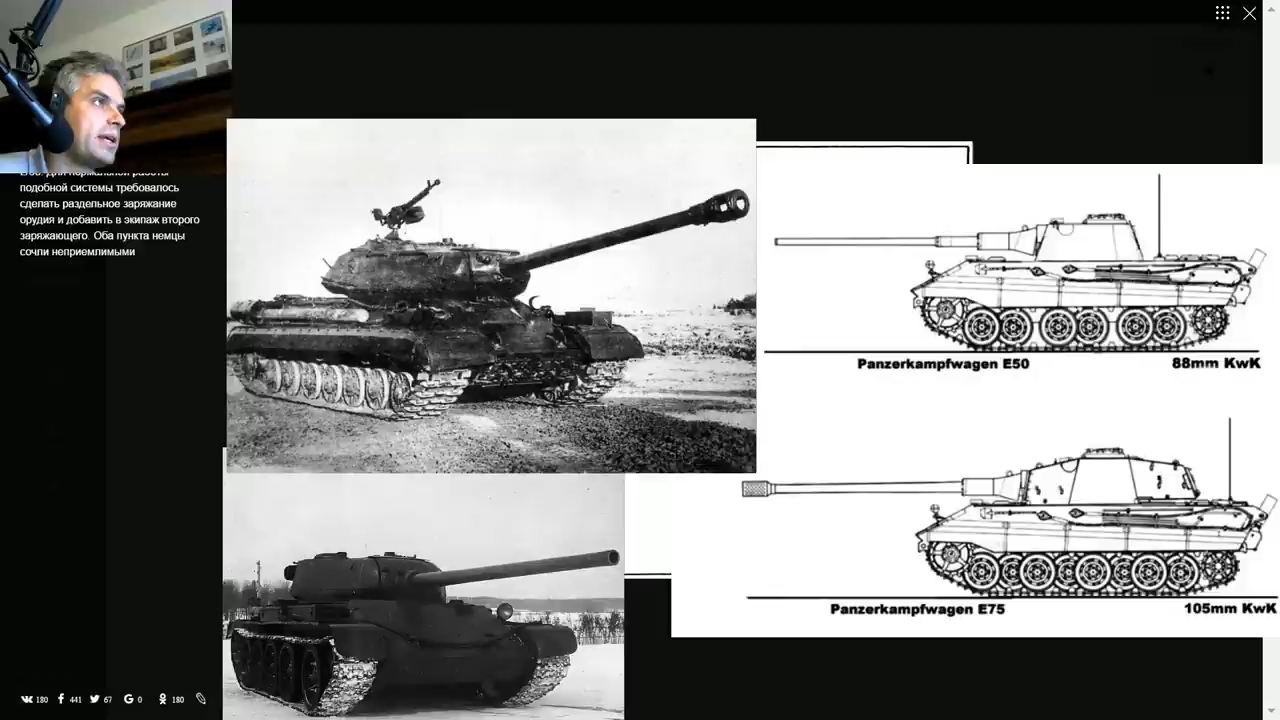 подобной системы требовалось
сделать раздельное заряжание
орудия и добавить в экипаж второго
заряжающего. Оба пункта немцы
сочли неприемлимыми
Panzerkampfwagen E50 88mm KwK
Panzerkampfwagen E75 105mm KwK
180 441 67 G 0 180